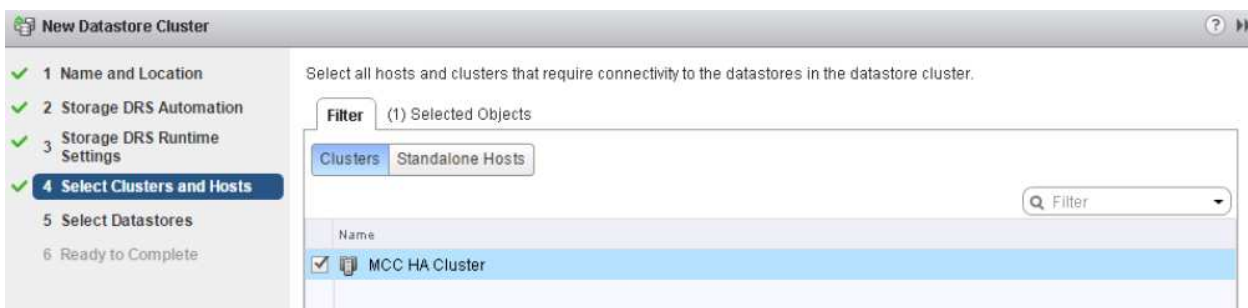 New Datastore Cluster
?
1 Name and Location
2 Storage DRS Automation
3 Storage DRS Runtime
Settings
4 Select Clusters and Hosts
5 Select Datastores
6 Ready to Complete
Select all hosts and clusters that require connectivity to the datastores in the datastore cluster.
Filter (1) Selected Objects
Clusters Standalone Hosts
Filter
Name
MCC HA Cluster